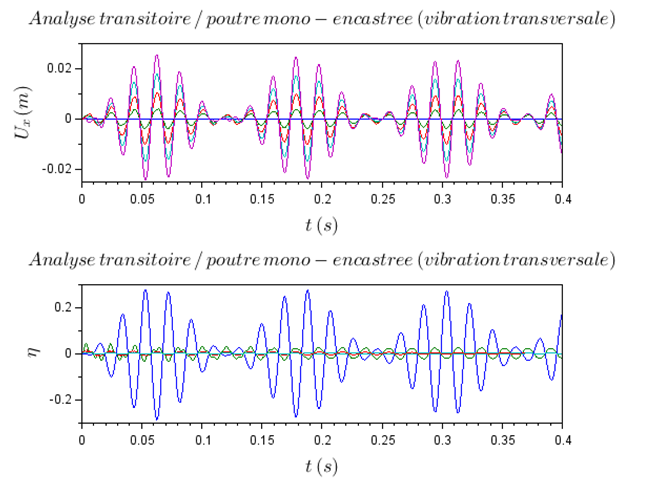 Analyse transitoire / poutre mono - encastree (vibration transversale)
0.02
0
-0.02
U_x (m)
0 0.05 0.1 0.15 0.2 0.25 0.3 0.35 0.4
t (s)
Analyse transitoire / poutre mono - encastree (vibration transversale)
0.2
0
-0.2
η
0 0.05 0.1 0.15 0.2 0.25 0.3 0.35 0.4
t (s)